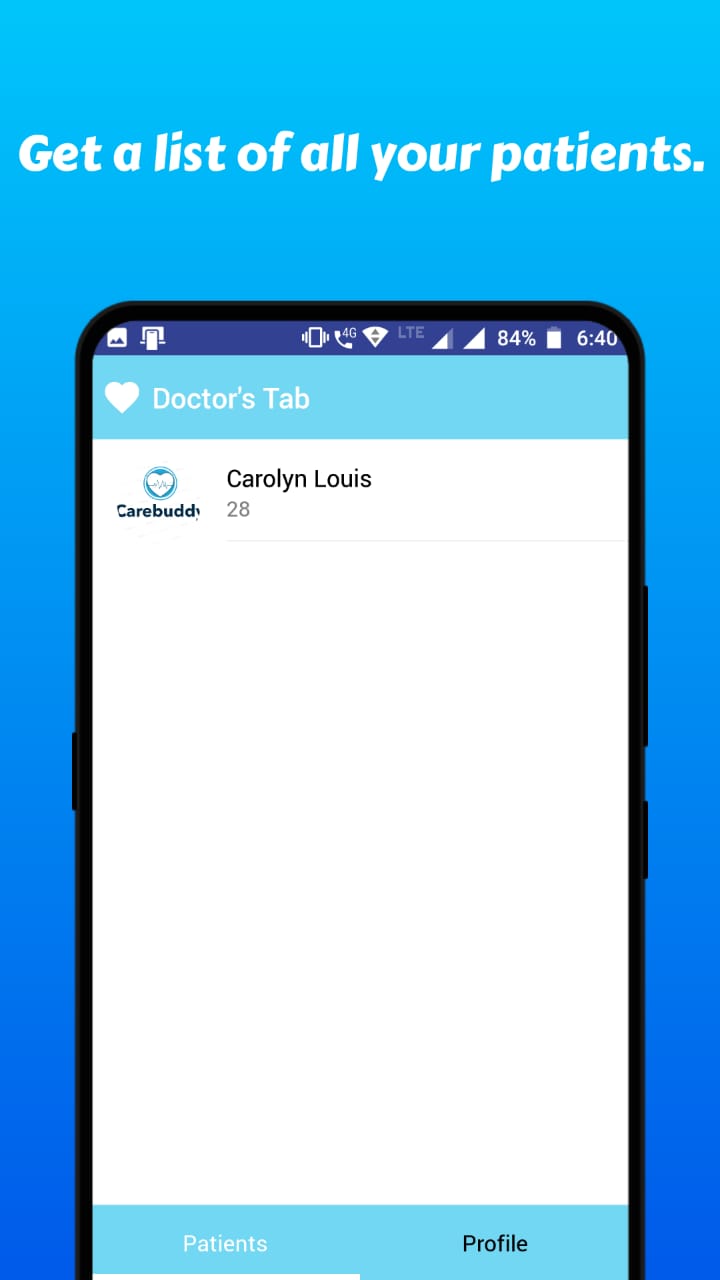 Get a list of all your patients.
4G LTE 84% 6:40
Doctor's Tab
Carebuddy
Carolyn Louis
28
Patients Profile